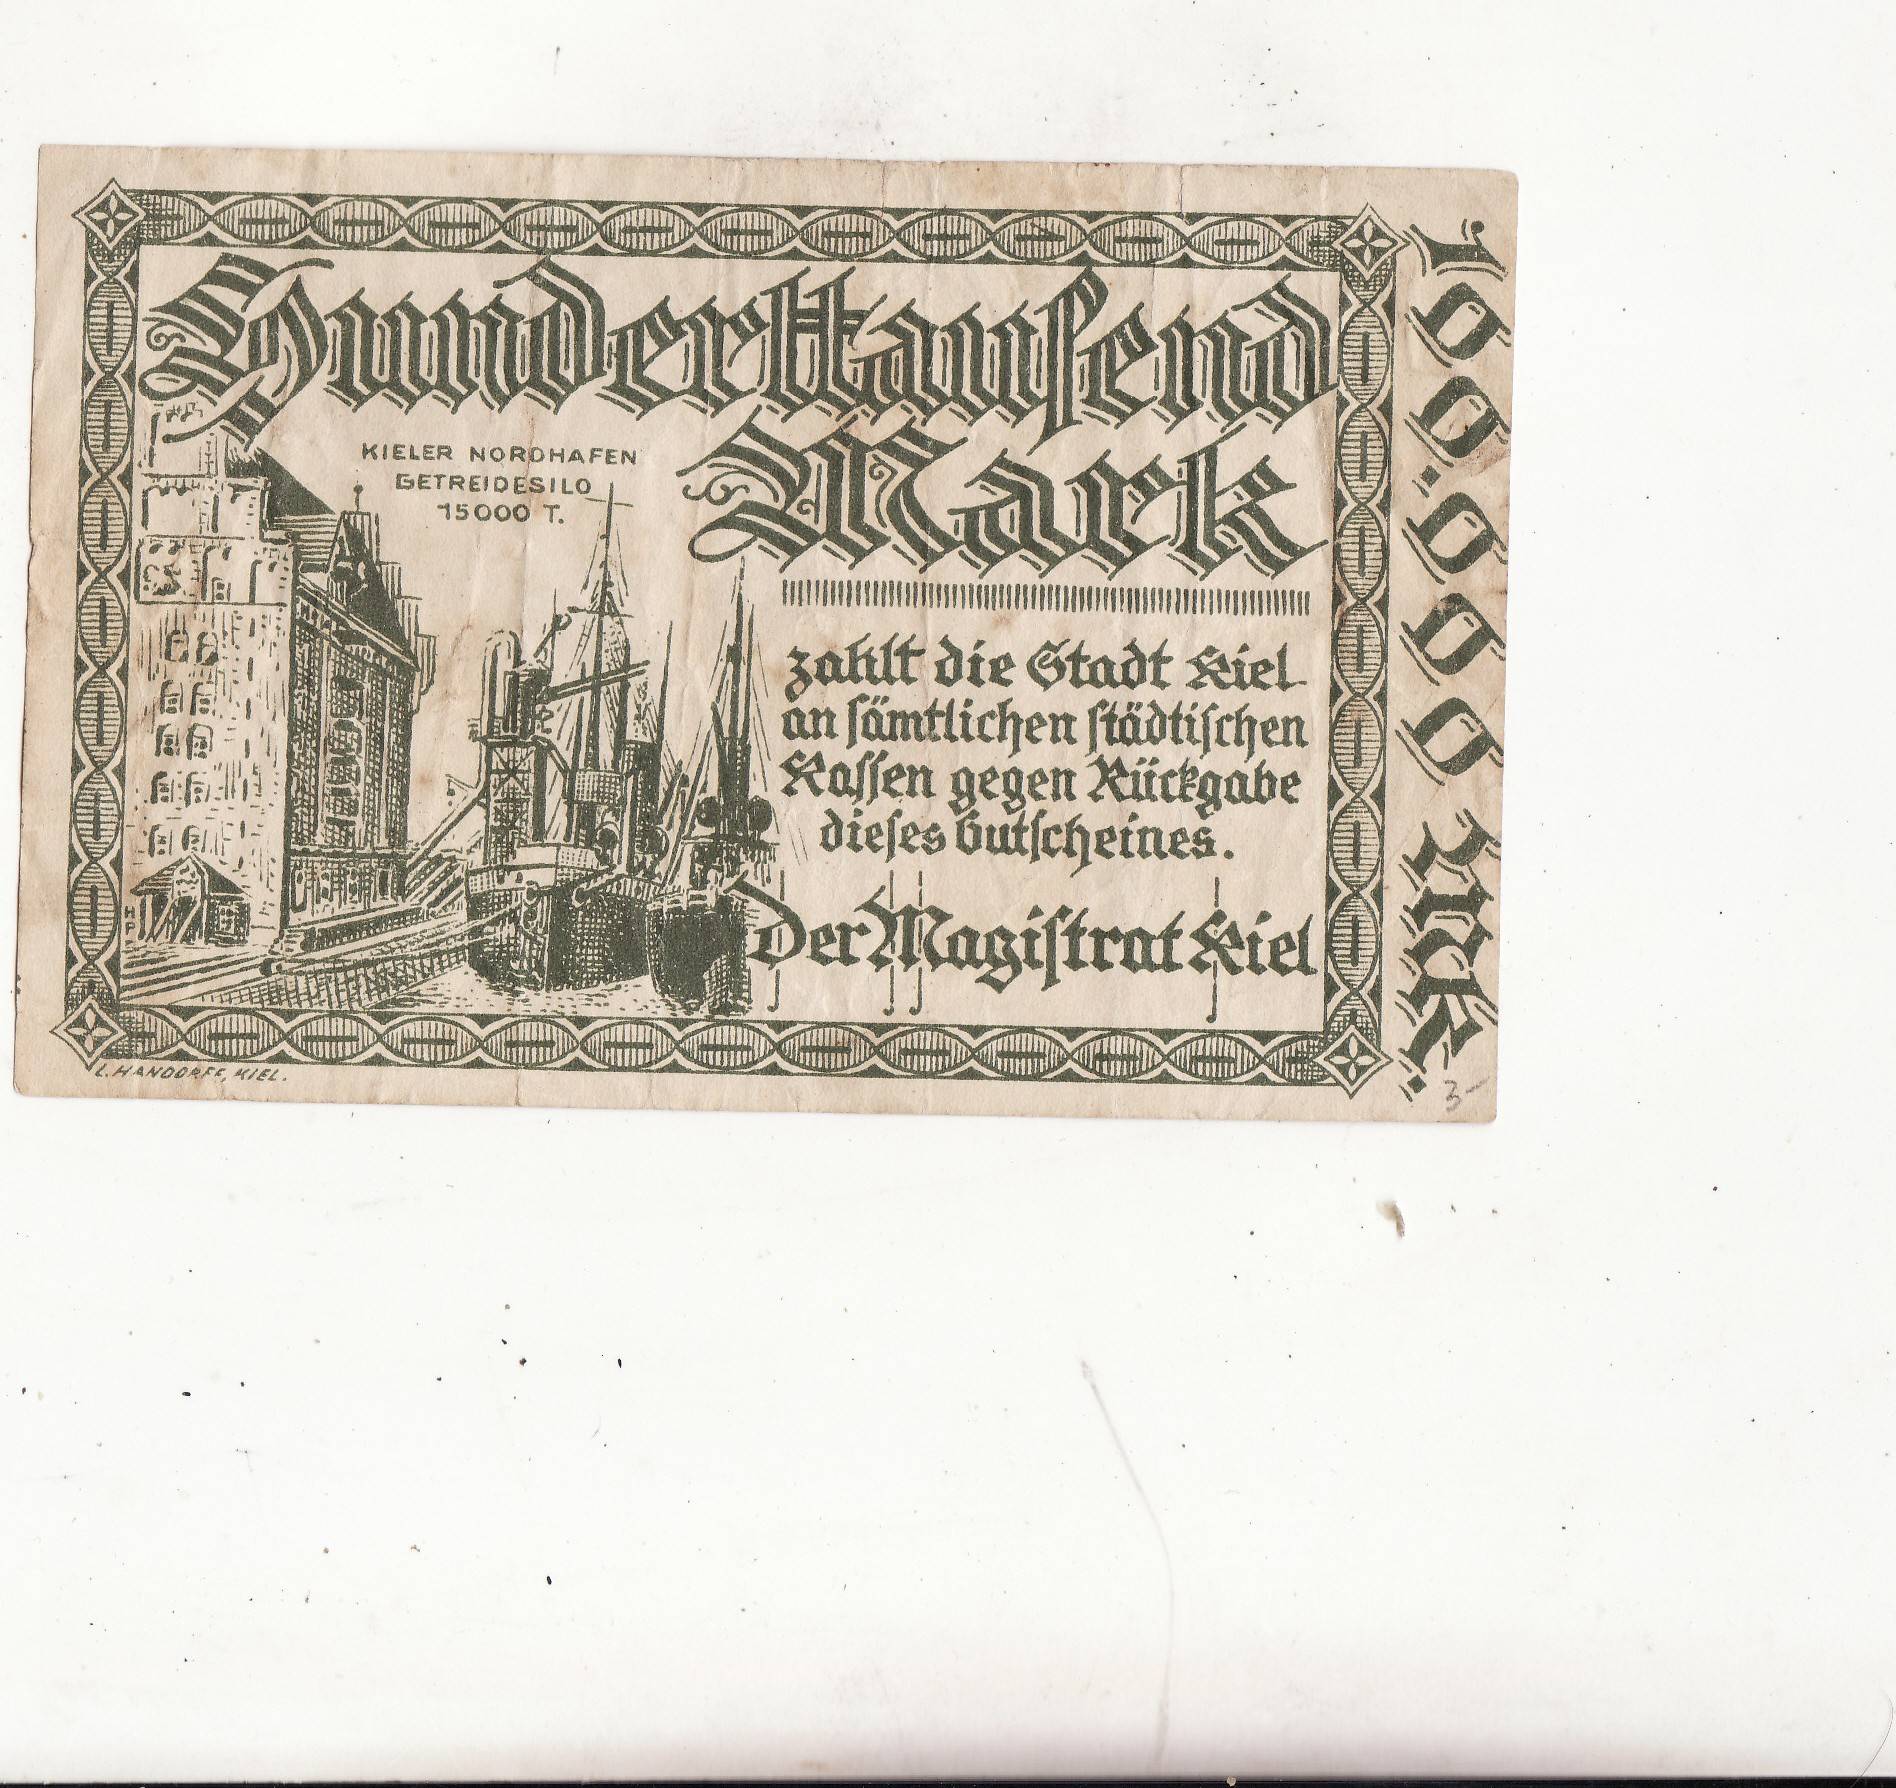 Hunderttausend
Mark
KIELER NORDHAFEN
GETREIDESILO
15000 T.
zahlt die Stadt Kiel
an sämtlichen städtischen
Kassen gegen Rückgabe
dieses Gutscheines.
Der Magistrat Kiel
HP
L. HANDORFF, KIEL.
100.000 Mk.
3-